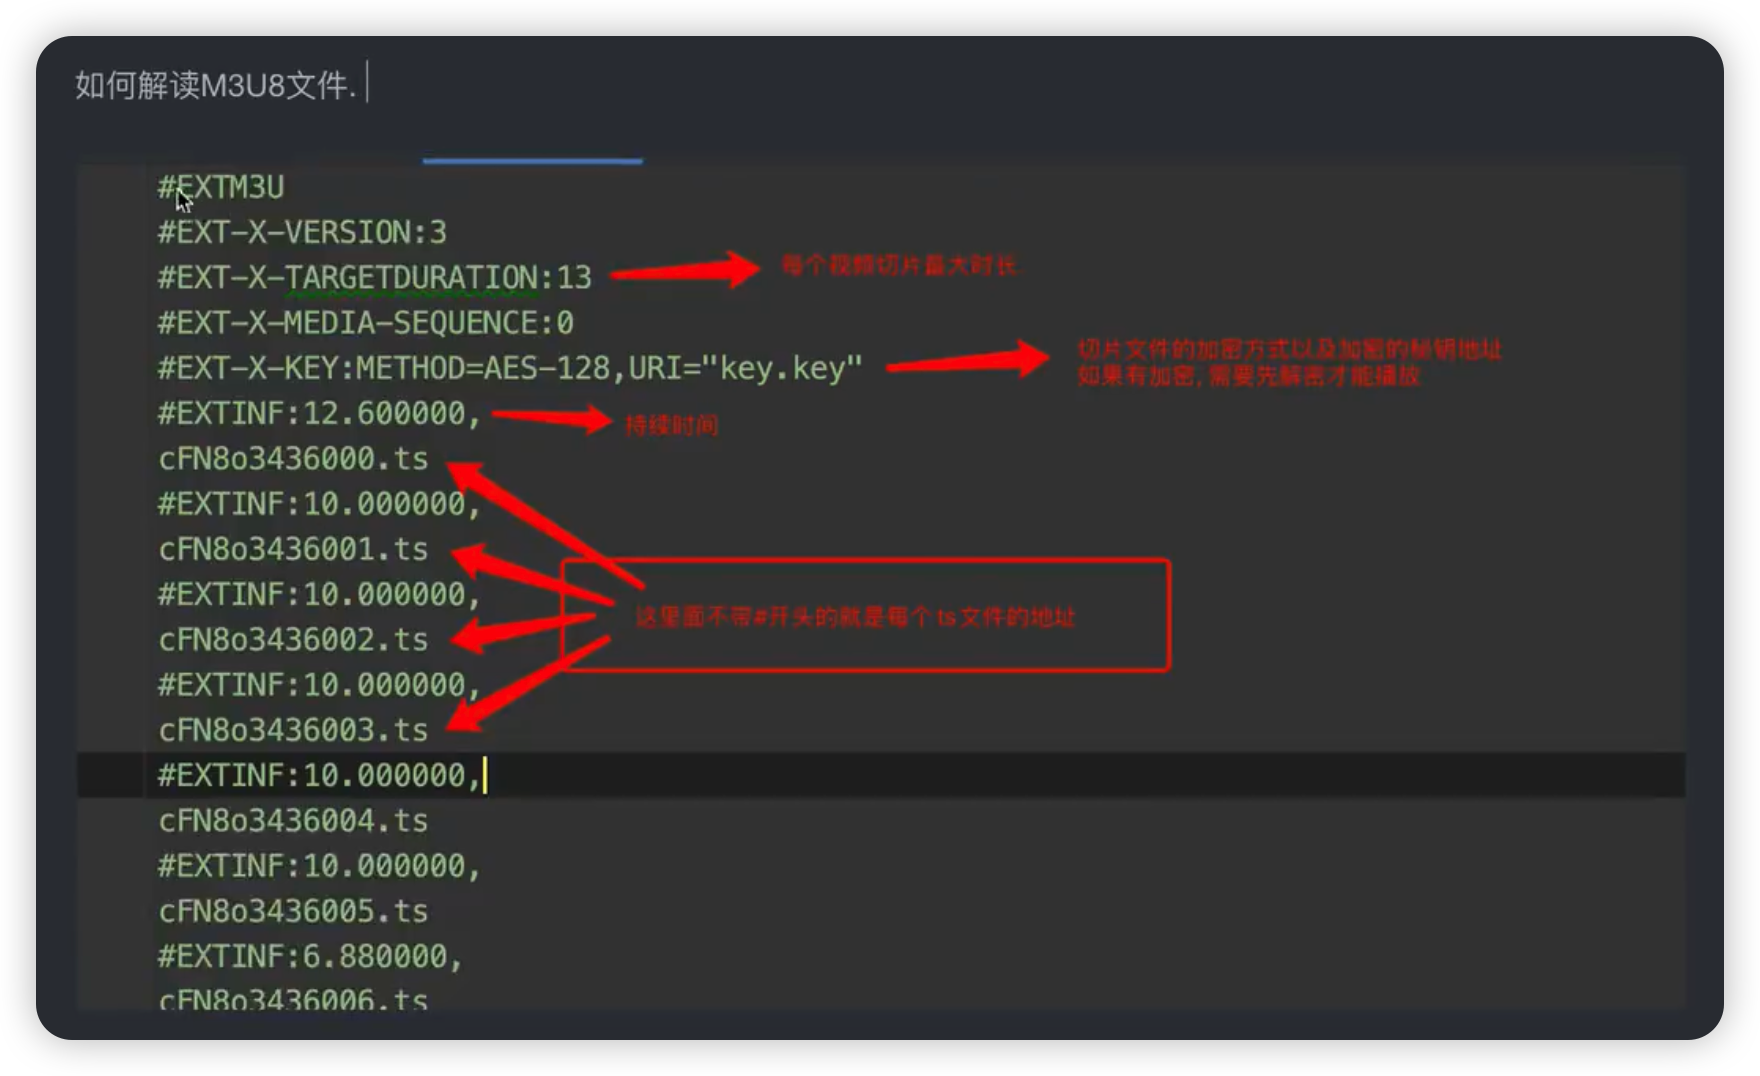 如何解读M3U8文件.
#EXTM3U
#EXT-X-VERSION:3
#EXT-X-TARGETDURATION:13
每个视频切片最大时长
#EXT-X-MEDIA-SEQUENCE:0
#EXT-X-KEY:METHOD=AES-128,URI="key.key"
切片文件的加密方式以及加密的秘钥地址
如果有加密,需要先解密才能播放
#EXTINF:12.600000,
持续时间
cFN8o3436000.ts
#EXTINF:10.000000,
cFN8o3436001.ts
#EXTINF:10.000000,
这里面不带#开头的就是每个ts文件的地址
cFN8o3436002.ts
#EXTINF:10.000000,
cFN8o3436003.ts
#EXTINF:10.000000,
cFN8o3436004.ts
#EXTINF:10.000000,
cFN8o3436005.ts
#EXTINF:6.880000,
cFN8o3436006.ts